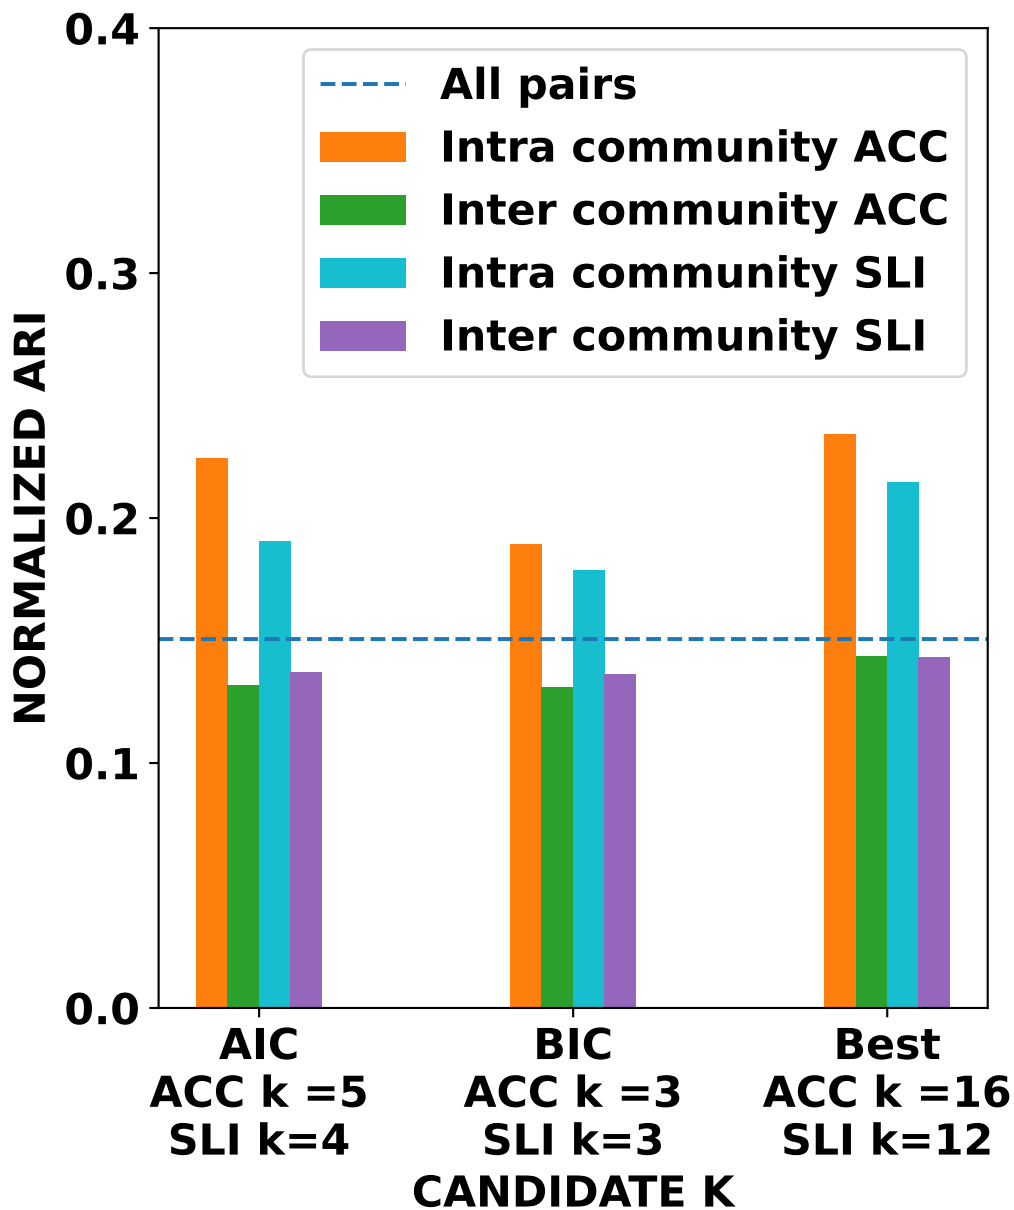 0.4
0.3
0.2
0.1
0.0
NORMALIZED ARI
All pairs
Intra community ACC
Inter community ACC
Intra community SLI
Inter community SLI
AIC
ACC k =5
SLI k=4
BIC
ACC k =3
SLI k=3
Best
ACC k =16
SLI k=12
CANDIDATE K